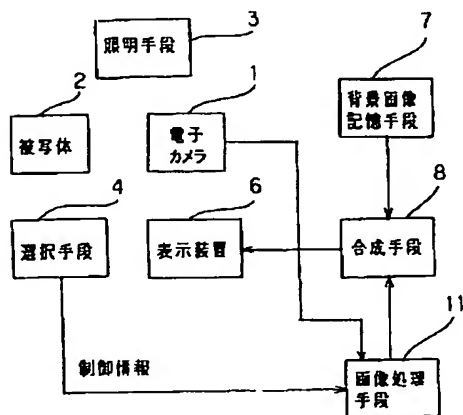 3
照明手段
7
1
2
背景画像
記憶手段
被写体
電子
カメラ
8
4
6
選択手段
表示装置
合成手段
11
制御情報
画像処理
手段